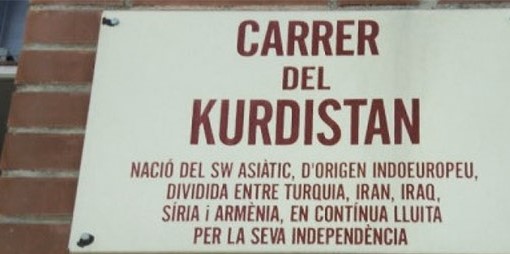 CARRER
DEL
KURDISTAN
NACIÓ DEL SW ASIÀTIC, D'ORIGEN INDOEUROPEU,
DIVIDIDA ENTRE TURQUIA, IRAN, IRAQ,
SÍRIA i ARMÈNIA, EN CONTÍNUA LLUITA
PER LA SEVA INDEPENDÈNCIA